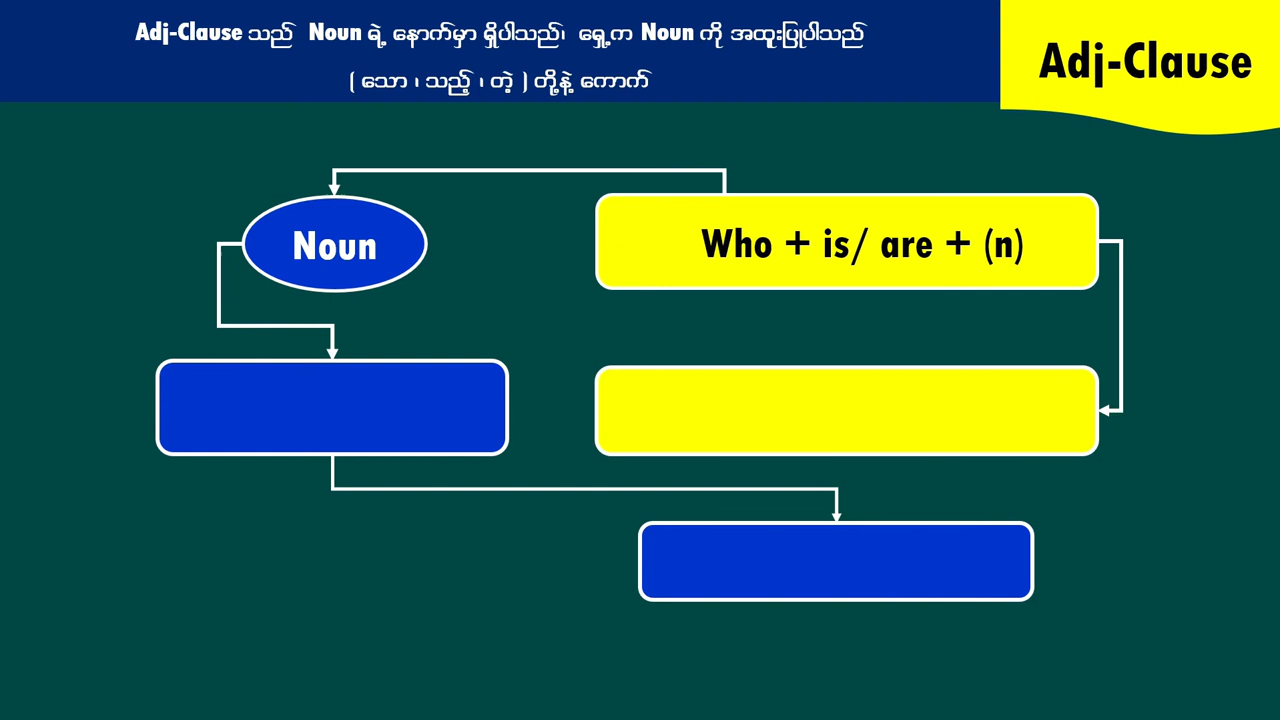 Adj-Clause သည် Noun ရဲ့ နောက်မှာ ရှိပါသည်၊ ရှေ့က Noun ကို အထူးပြုပါသည်
( သော ၊ သည့် ၊ တဲ့ ) တို့နဲ့ ကောက်
Adj-Clause
Noun
Who + is/ are + (n)